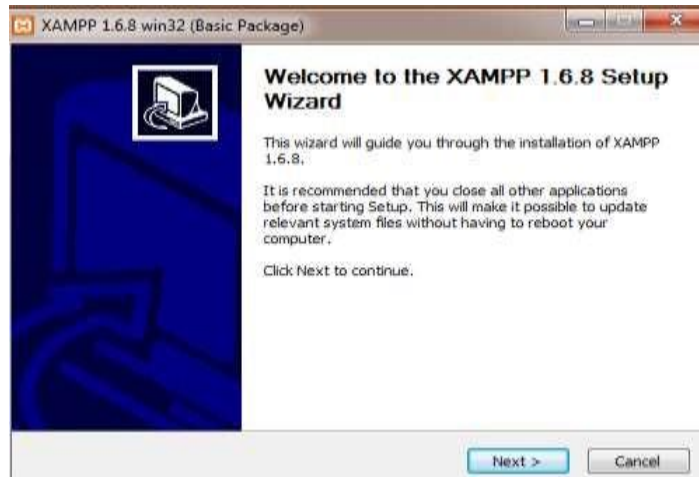 XAMPP 1.6.8 win32 (Basic Package)
Welcome to the XAMPP 1.6.8 Setup
Wizard
This wizard will guide you through the installation of XAMPP
1.6.8.
It is recommended that you close all other applications
before starting Setup. This will make it possible to update
relevant system files without having to reboot your
computer.
Click Next to continue.
Next >
Cancel